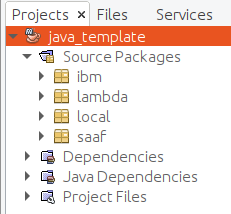 Projects × Files Services
java_template
Source Packages
ibm
lambda
local
saaf
Dependencies
Java Dependencies
Project Files